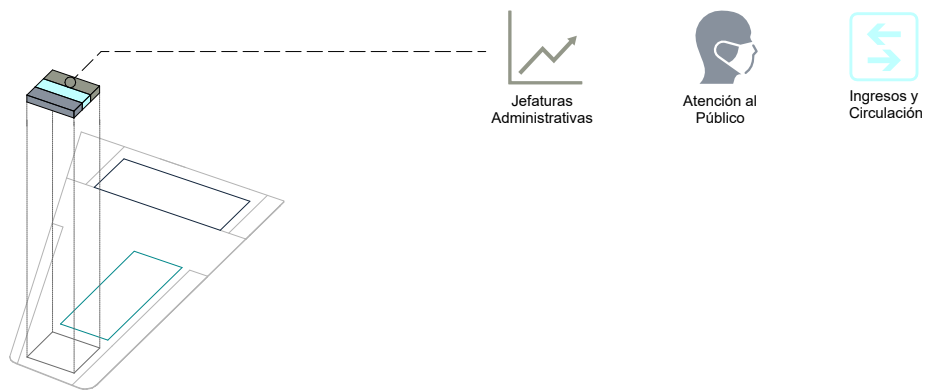 Jefaturas
Administrativas
Atención al
Público
Ingresos y
Circulación